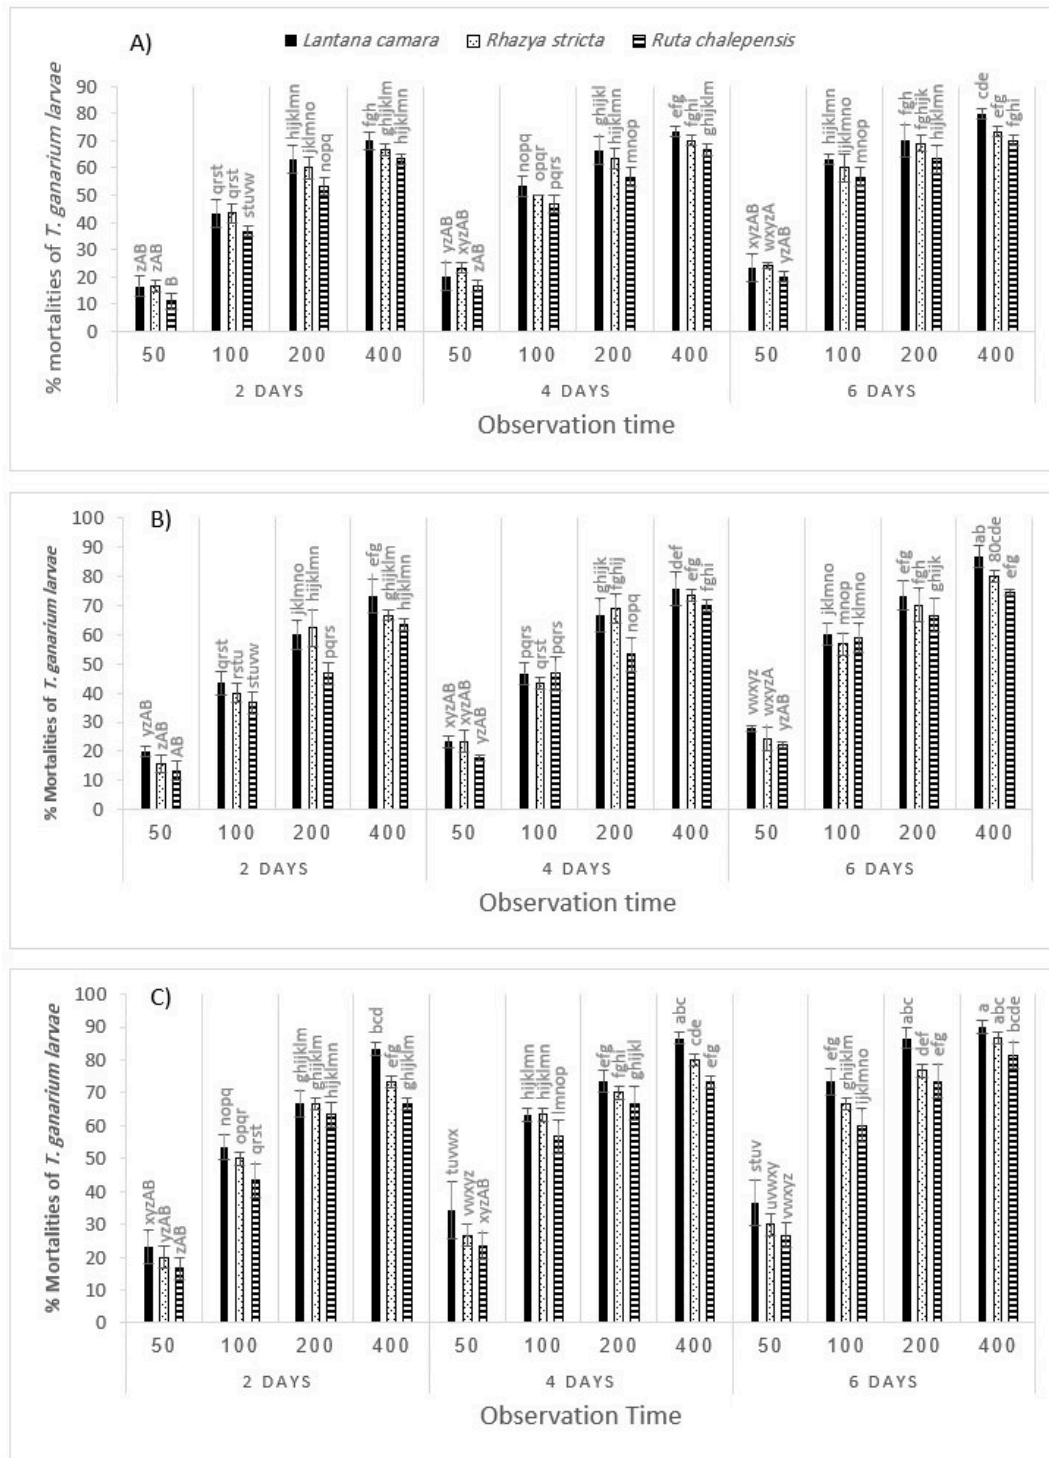 A)
Lantana camara Rhazya stricta Ruta chalepensis
% mortalities of T. ganarium larvae
90
80
70
60
50
40
30
20
10
0
zAB zAB B qrst qrst stuvw hijklmn jklmno nopq fgh ghijklm hijklmn yzAB xyzAB zAB nopq opqr pqrs ghijkl hijklmn mnop efg fghi ghijklm xyzAB wxyzA yzAB hijklmn ijklmno mnop fgh fghijk hijklmn cde efg fghi
50 100 200 400 50 100 200 400 50 100 200 400
2 DAYS 4 DAYS 6 DAYS
Observation time
B)
% Mortalities of T. ganarium larvae
100
90
80
70
60
50
40
30
20
10
0
yzAB zAB AB qrst rstu stuvw jklmno hijklmn pqrs efg ghijklm hijklmn xyzAB xyzAB yzAB pqrs qrst pqrs ghijk fghij nopq def efg fghi vwxyz wxyzA yzAB jklmno mnop klmno efg fgh ghijk ab 80cde efg
50 100 200 400 50 100 200 400 50 100 200 400
2 DAYS 4 DAYS 6 DAYS
Observation time
C)
% Mortalities of T. ganarium larvae
100
90
80
70
60
50
40
30
20
10
0
xyzAB yzAB zAB nopq opqr qrst ghijklm ghijklm hijklmn bcd efg ghijklm tuvwx vwxyz xyzAB hijklmn hijklmn lmnop efg fghi ghijkl abc cde efg stuv uvwxy vwxyz efg ghijklm ijklmno abc def efg a abc bcde
50 100 200 400 50 100 200 400 50 100 200 400
2 DAYS 4 DAYS 6 DAYS
Observation Time